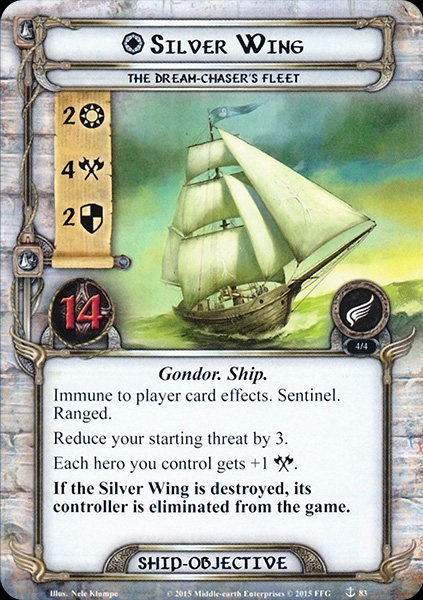 Silver Wing
The Dream-chaser's Fleet
2
4
2
14
4/4
Gondor. Ship.
Immune to player card effects. Sentinel.
Ranged.
Reduce your starting threat by 3.
Each hero you control gets +1 .
If the Silver Wing is destroyed, its
controller is eliminated from the game.
Ship-Objective
Illus. Nele Klumpe © 2015 Middle-earth Enterprises © 2015 FFG 83